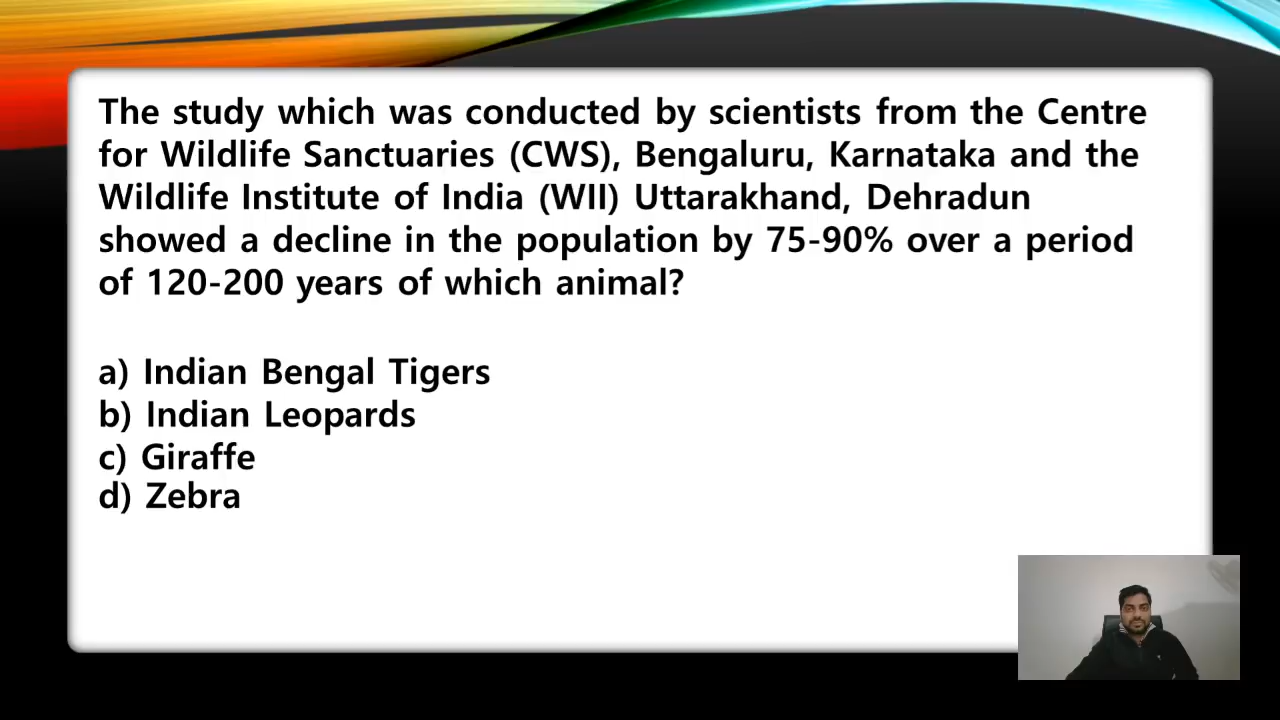 The study which was conducted by scientists from the Centre
for Wildlife Sanctuaries (CWS), Bengaluru, Karnataka and the
Wildlife Institute of India (WII) Uttarakhand, Dehradun
showed a decline in the population by 75-90% over a period
of 120-200 years of which animal?
a) Indian Bengal Tigers
b) Indian Leopards
c) Giraffe
d) Zebra